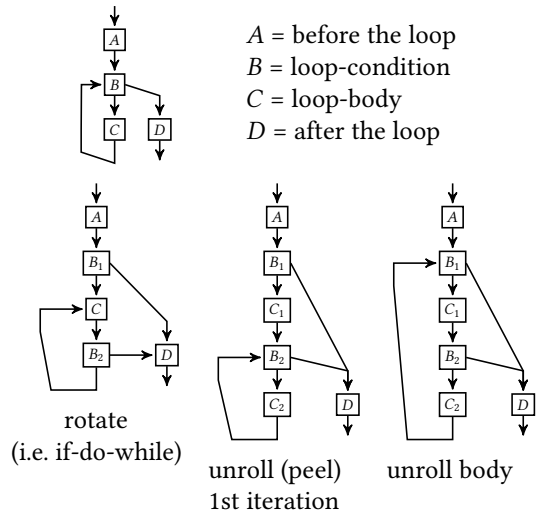 A
B
C D
A = before the loop
B = loop-condition
C = loop-body
D = after the loop
A
B₁
C
B₂ D
rotate
(i.e. if-do-while)
A
B₁
C₁
B₂
C₂ D
unroll (peel)
1st iteration
A
B₁
C₁
B₂
C₂ D
unroll body